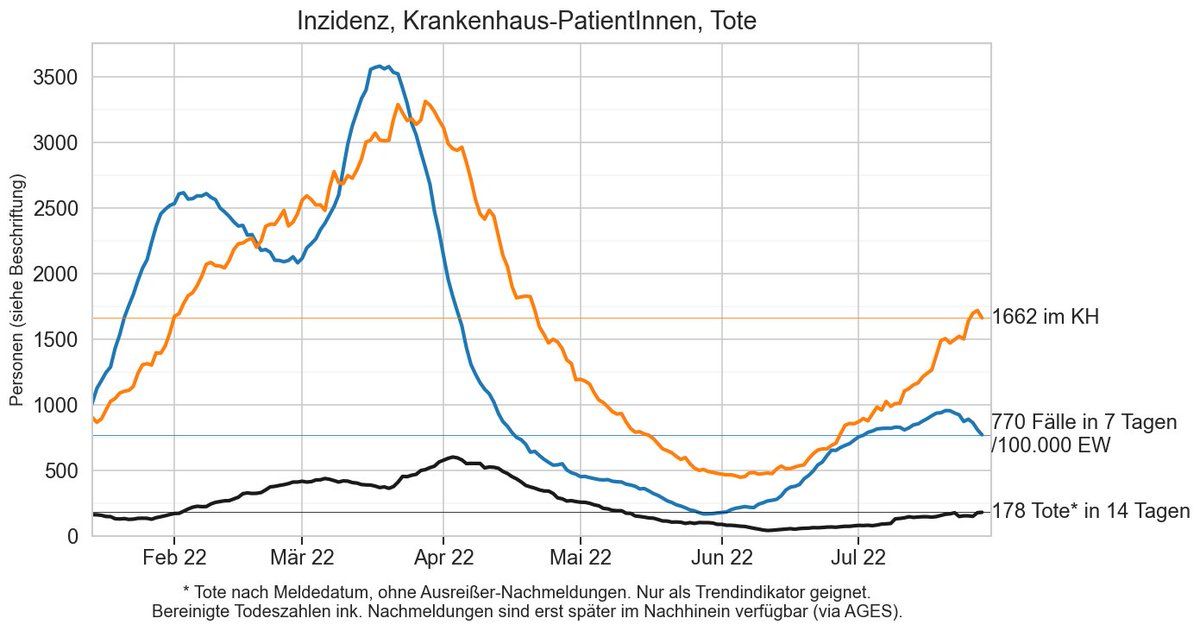 Inzidenz, Krankenhaus-PatientInnen, Tote
Personen (siehe Beschriftung)
3500
3000
2500
2000
1500
1000
500
0
1662 im KH
770 Fälle in 7 Tagen
/100.000 EW
178 Tote* in 14 Tagen
Feb 22
Mär 22
Apr 22
Mai 22
Jun 22
Jul 22
* Tote nach Meldedatum, ohne Ausreißer-Nachmeldungen. Nur als Trendindikator geignet.
Bereinigte Todeszahlen ink. Nachmeldungen sind erst später im Nachhinein verfügbar (via AGES).